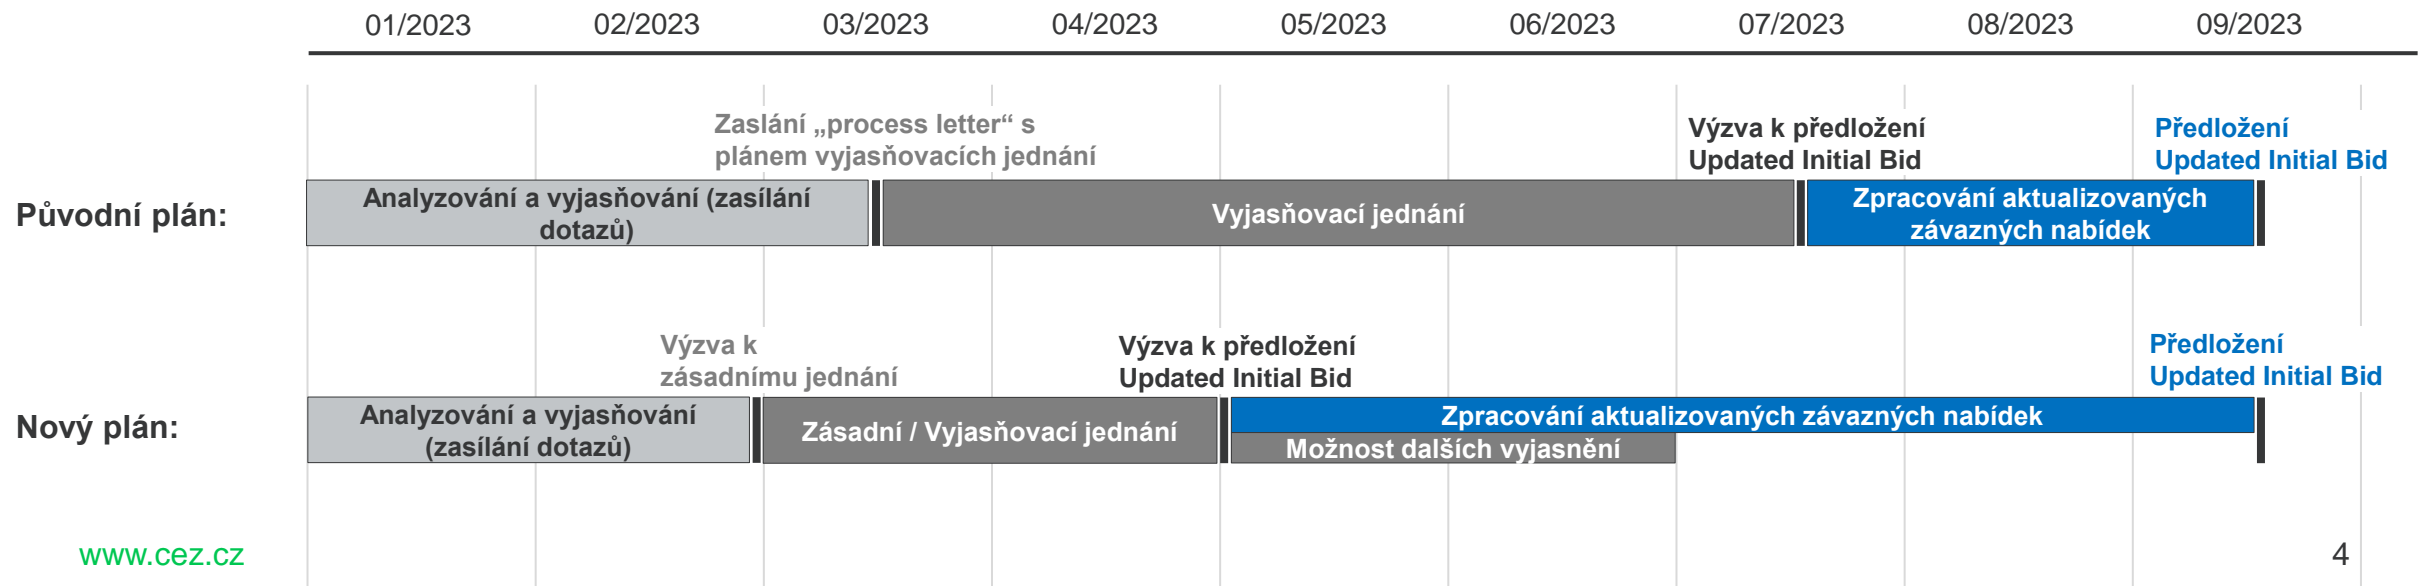 01/2023 02/2023 03/2023 04/2023 05/2023 06/2023 07/2023 08/2023 09/2023
Zaslání „process letter“ s
plánem vyjasňovacích jednání
Výzva k předložení
Updated Initial Bid
Předložení
Updated Initial Bid
Původní plán:
Analyzování a vyjasňování (zasílání
dotazů)
Vyjasňovací jednání
Zpracování aktualizovaných
závazných nabídek
Výzva k
zásadnímu jednání
Výzva k předložení
Updated Initial Bid
Předložení
Updated Initial Bid
Nový plán:
Analyzování a vyjasňování
(zasílání dotazů)
Zásadní / Vyjasňovací jednání
Zpracování aktualizovaných závazných nabídek
Možnost dalších vyjasnění
www.cez.cz
4